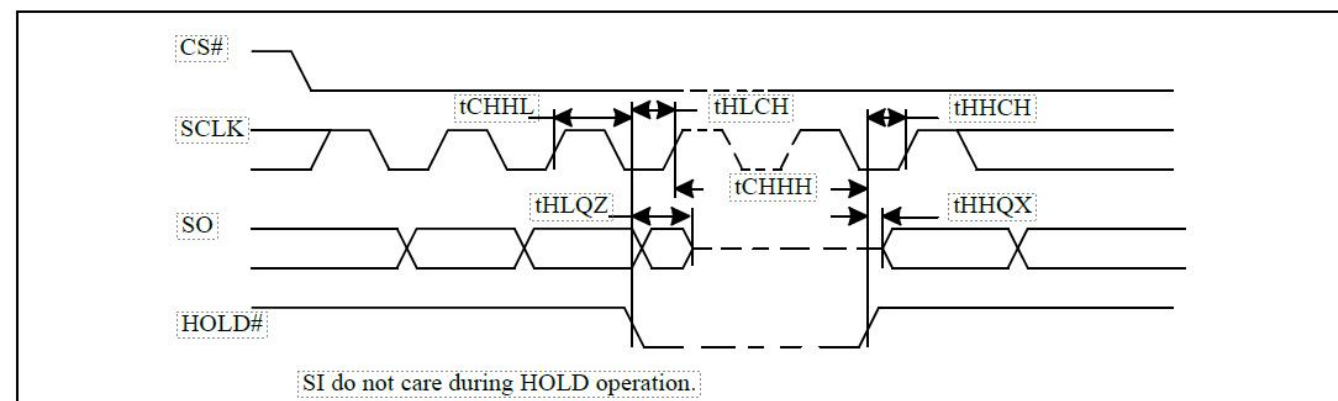 CS#
tCHHL
tHLCH
tHHCH
SCLK
tCHHH
tHLQZ
tHHQX
SO
HOLD#
SI do not care during HOLD operation.